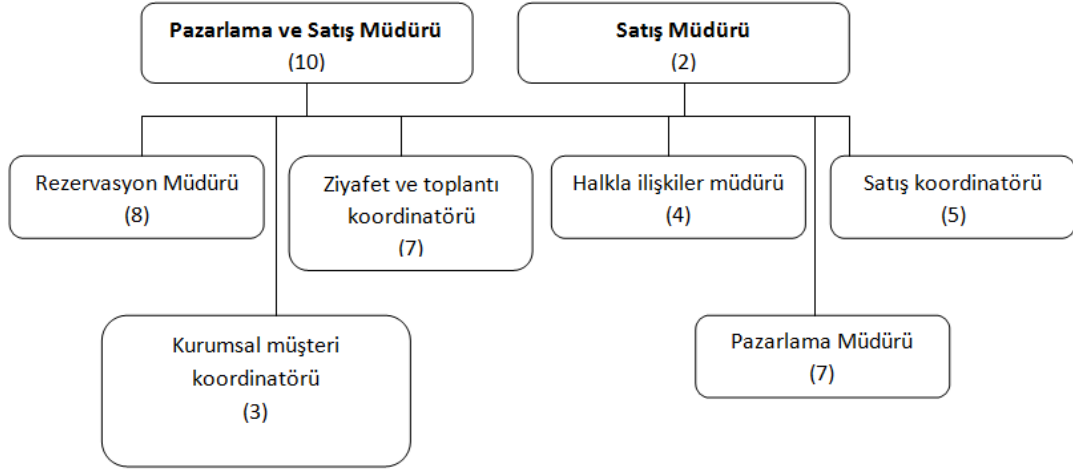 Pazarlama ve Satış Müdürü
(10)
Satış Müdürü
(2)
Rezervasyon Müdürü
(8)
Ziyafet ve toplantı
koordinatörü
(7)
Halkla ilişkiler müdürü
(4)
Satış koordinatörü
(5)
Kurumsal müşteri
koordinatörü
(3)
Pazarlama Müdürü
(7)